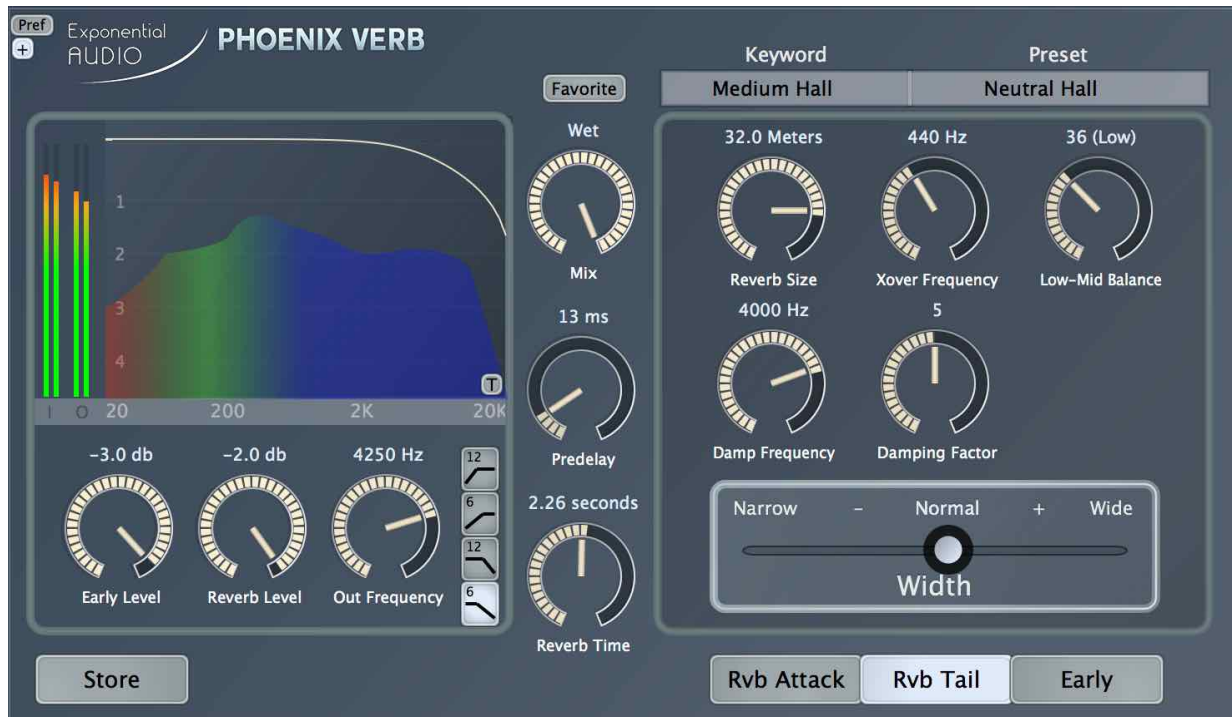 Pref
+
Exponential
AUDIO
PHOENIX VERB
Keyword
Preset
Favorite
Medium Hall
Neutral Hall
1
2
3
4
T
I
O
20
200
2K
20K
-3.0 db
-2.0 db
4250 Hz
Early Level
Reverb Level
Out Frequency
12
6
12
6
Wet
Mix
13 ms
Predelay
2.26 seconds
Reverb Time
32.0 Meters
440 Hz
36 (Low)
Reverb Size
Xover Frequency
Low-Mid Balance
4000 Hz
5
Damp Frequency
Damping Factor
Narrow
-
Normal
+
Wide
Width
Store
Rvb Attack
Rvb Tail
Early